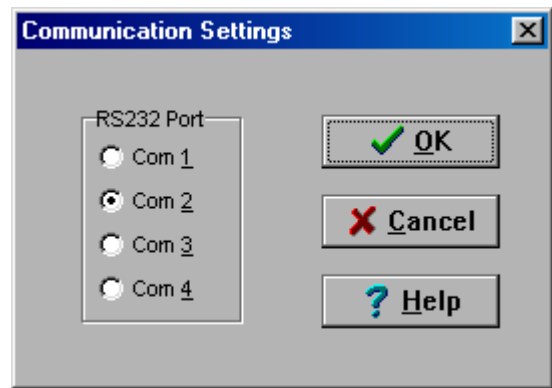 Communication Settings
RS232 Port
Com 1
Com 2
Com 3
Com 4
OK
Cancel
Help